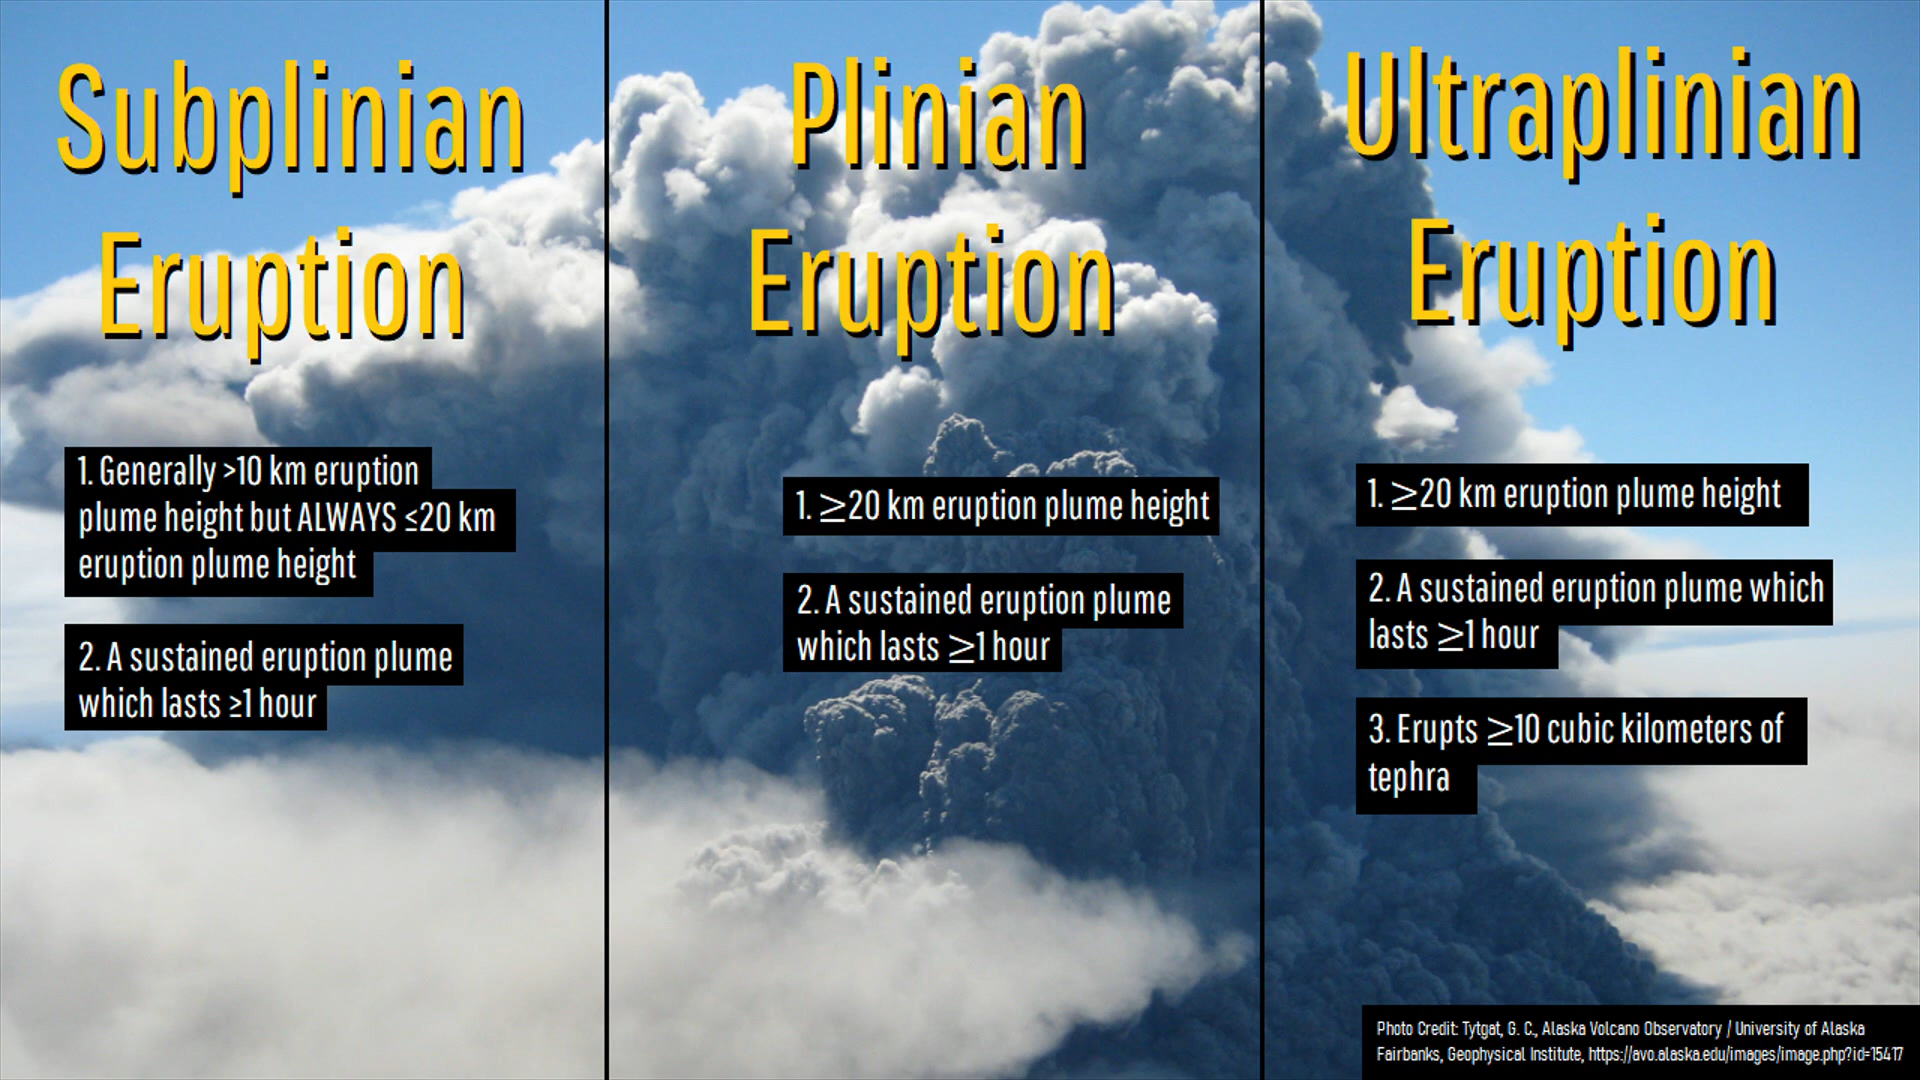 Subplinian
Eruption
1. Generally >10 km eruption
plume height but ALWAYS ≤20 km
eruption plume height
2. A sustained eruption plume
which lasts ≥1 hour
Plinian
Eruption
1. ≥20 km eruption plume height
2. A sustained eruption plume
which lasts ≥1 hour
Ultraplinian
Eruption
1. ≥20 km eruption plume height
2. A sustained eruption plume which
lasts ≥1 hour
3. Erupts ≥10 cubic kilometers of
tephra
Photo Credit: Tytgat, G. C., Alaska Volcano Observatory / University of Alaska
Fairbanks, Geophysical Institute, https://avo.alaska.edu/images/image.php?id=15417